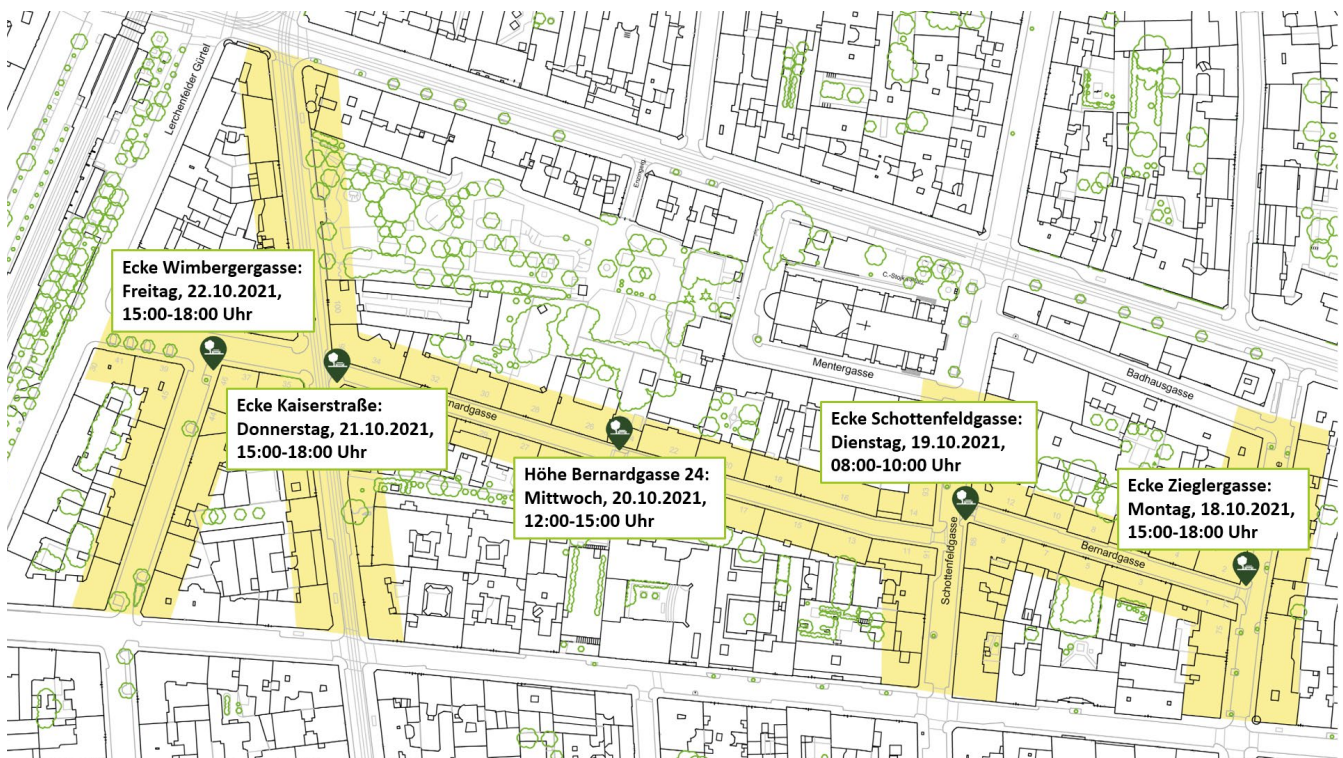 Lerchenfelder Gürtel
Ecke Wimbergergasse:
Freitag, 22.10.2021,
15:00-18:00 Uhr
Ecke Kaiserstraße:
Donnerstag, 21.10.2021,
15:00-18:00 Uhr
Höhe Bernardgasse 24:
Mittwoch, 20.10.2021,
12:00-15:00 Uhr
Mentergasse
Badhausgasse
Ecke Schottenfeldgasse:
Dienstag, 19.10.2021,
08:00-10:00 Uhr
Ecke Zieglergasse:
Montag, 18.10.2021,
15:00-18:00 Uhr
Schottenfeldgasse
Bernardgasse